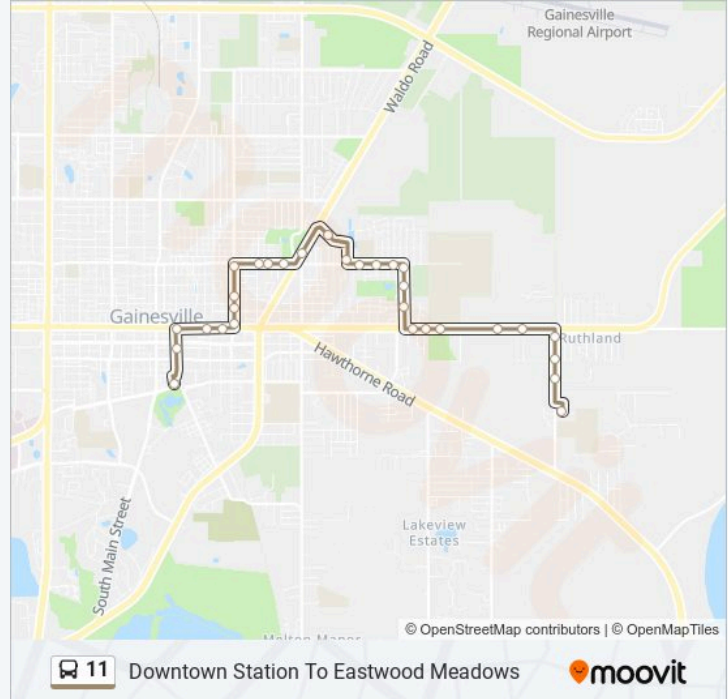 Gainesville
Regional Airport
Waldo Road
Gainesville
Ruthland
Hawthorne Road
Lakeview
Estates
South Main Street
© OpenStreetMap contributors | © OpenMapTiles
11 Downtown Station To Eastwood Meadows
moovit